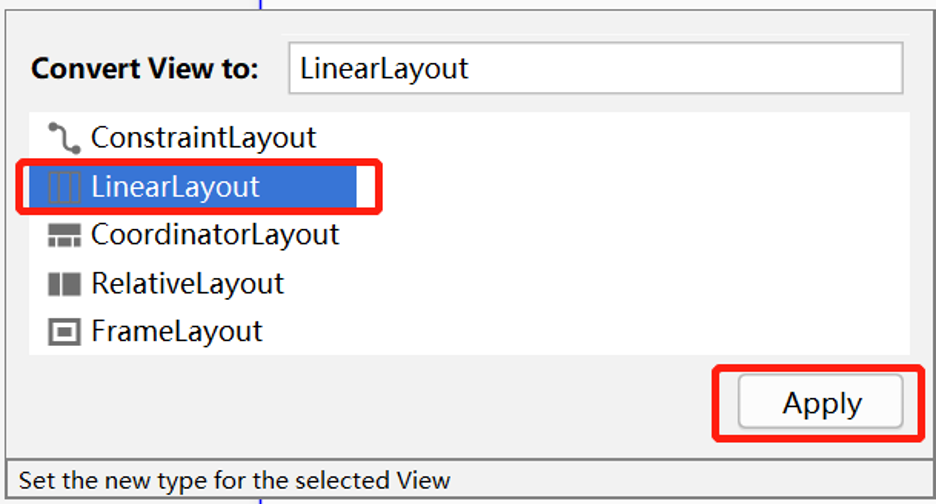 Convert View to: LinearLayout
ConstraintLayout
LinearLayout
CoordinatorLayout
RelativeLayout
FrameLayout
Apply
Set the new type for the selected View